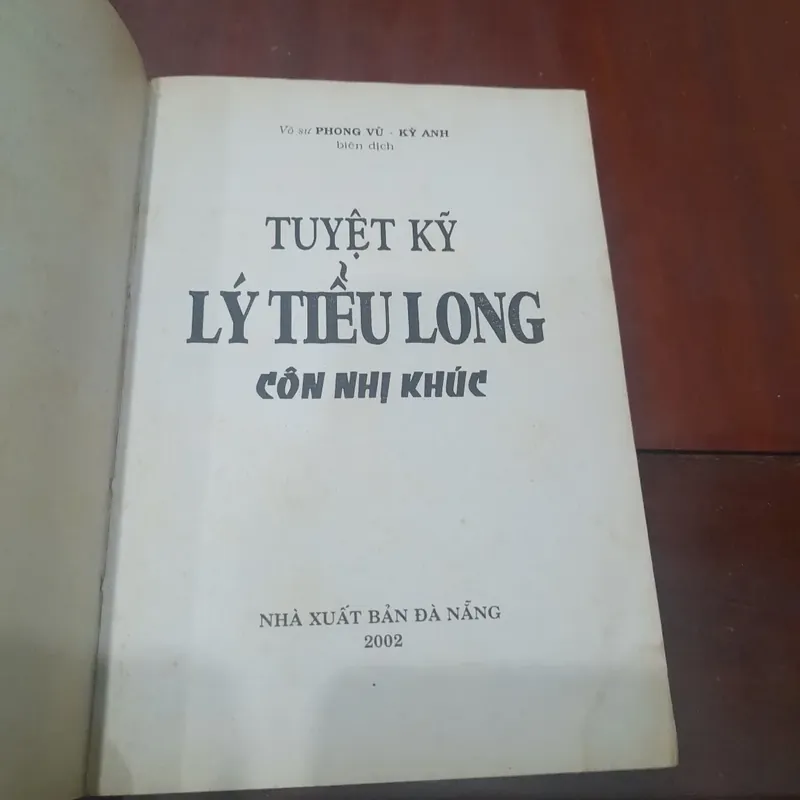 Võ sư PHONG VŨ - KỲ ANH
biên dịch
TUYỆT KỸ
LÝ TIỂU LONG
CÔN NHỊ KHÚC
NHÀ XUẤT BẢN ĐÀ NẴNG
2002